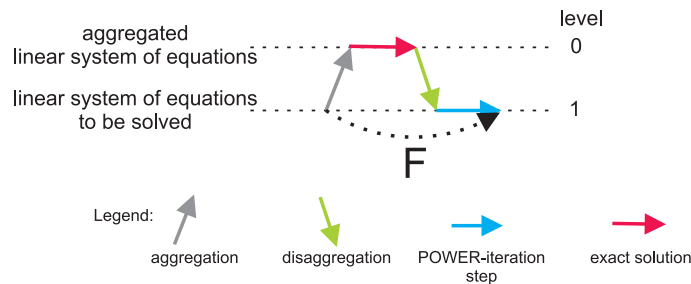 level
aggregated
linear system of equations
0
linear system of equations
to be solved
1
F
Legend:
aggregation
disaggregation
POWER-iteration
step
exact solution